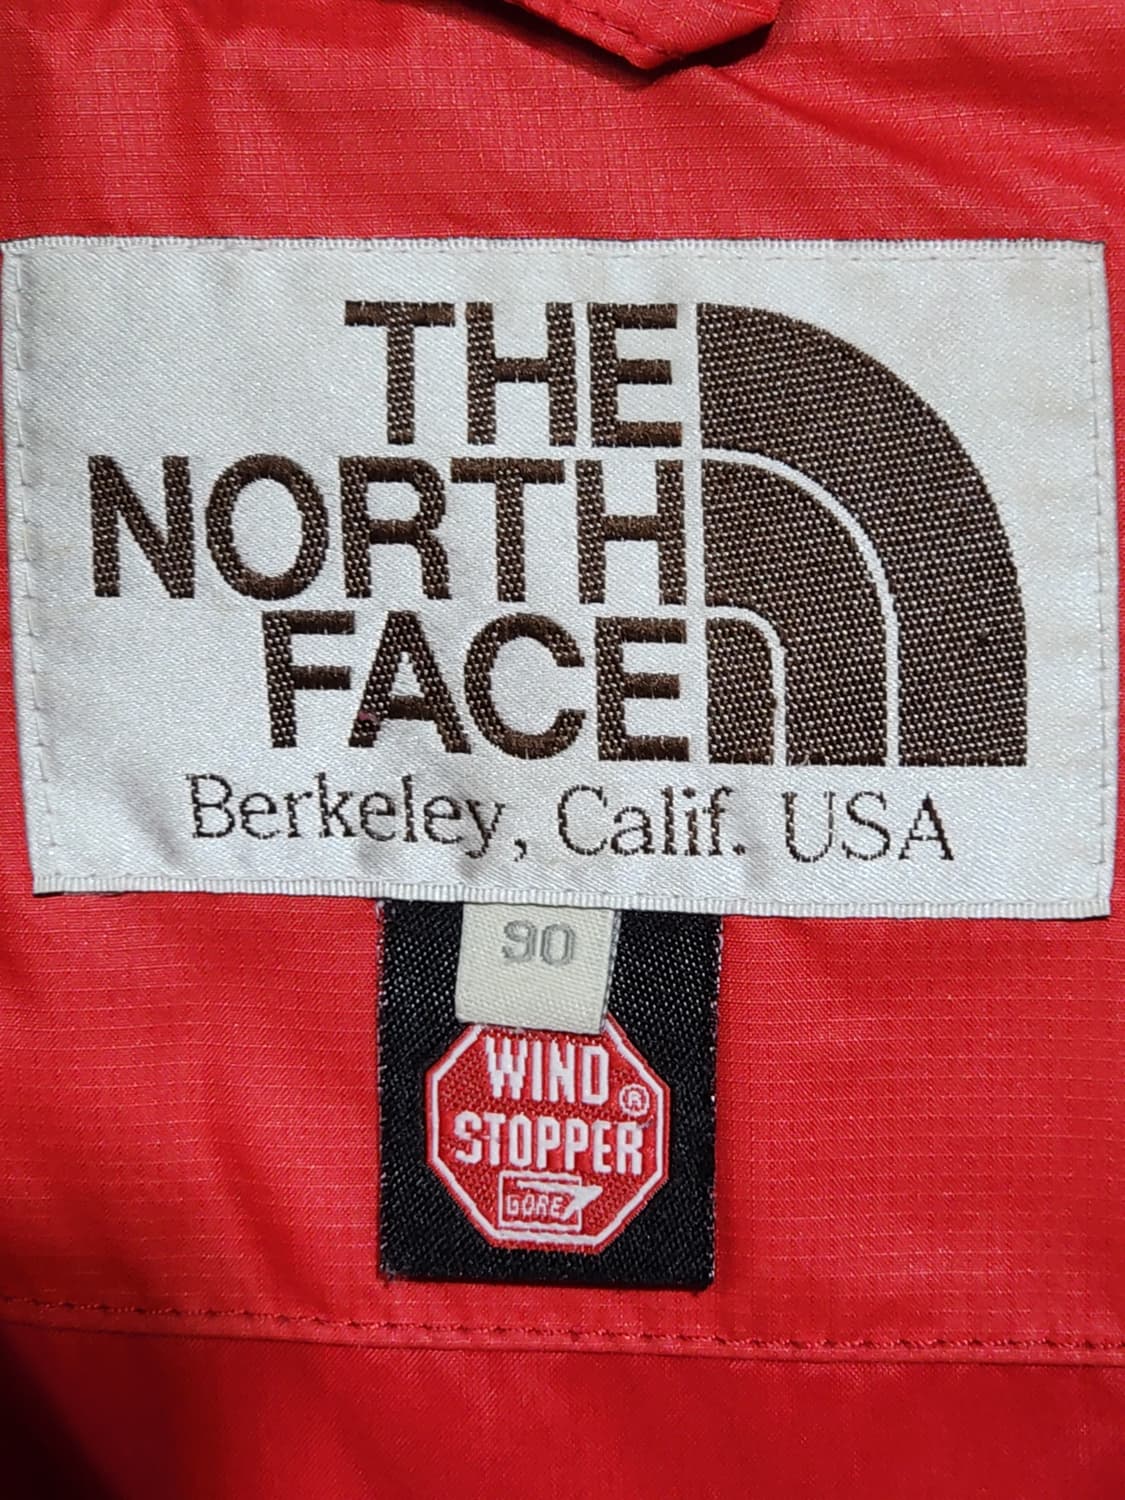 THE
NORTH
FACE
Berkeley, Calif. USA
90
WIND
STOPPER®
GORE